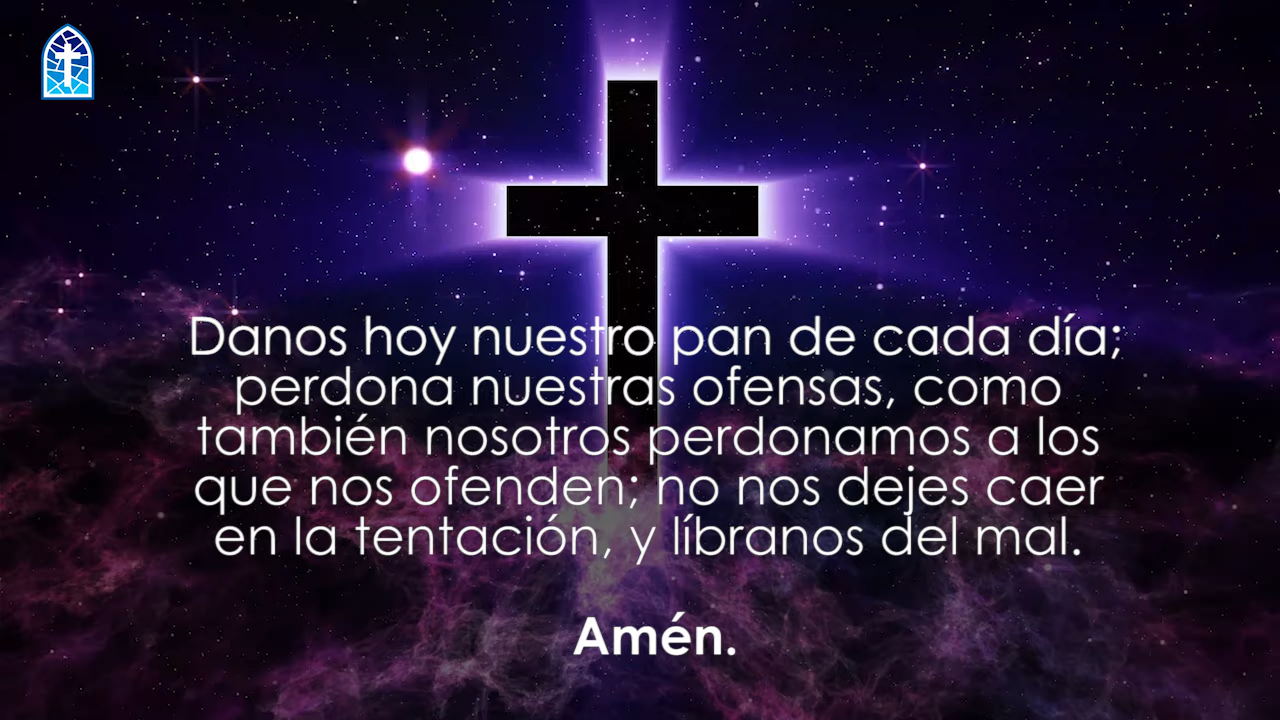 Danos hoy nuestro pan de cada día;
perdona nuestras ofensas, como
también nosotros perdonamos a los
que nos ofenden; no nos dejes caer
en la tentación, y líbranos del mal.
Amén.